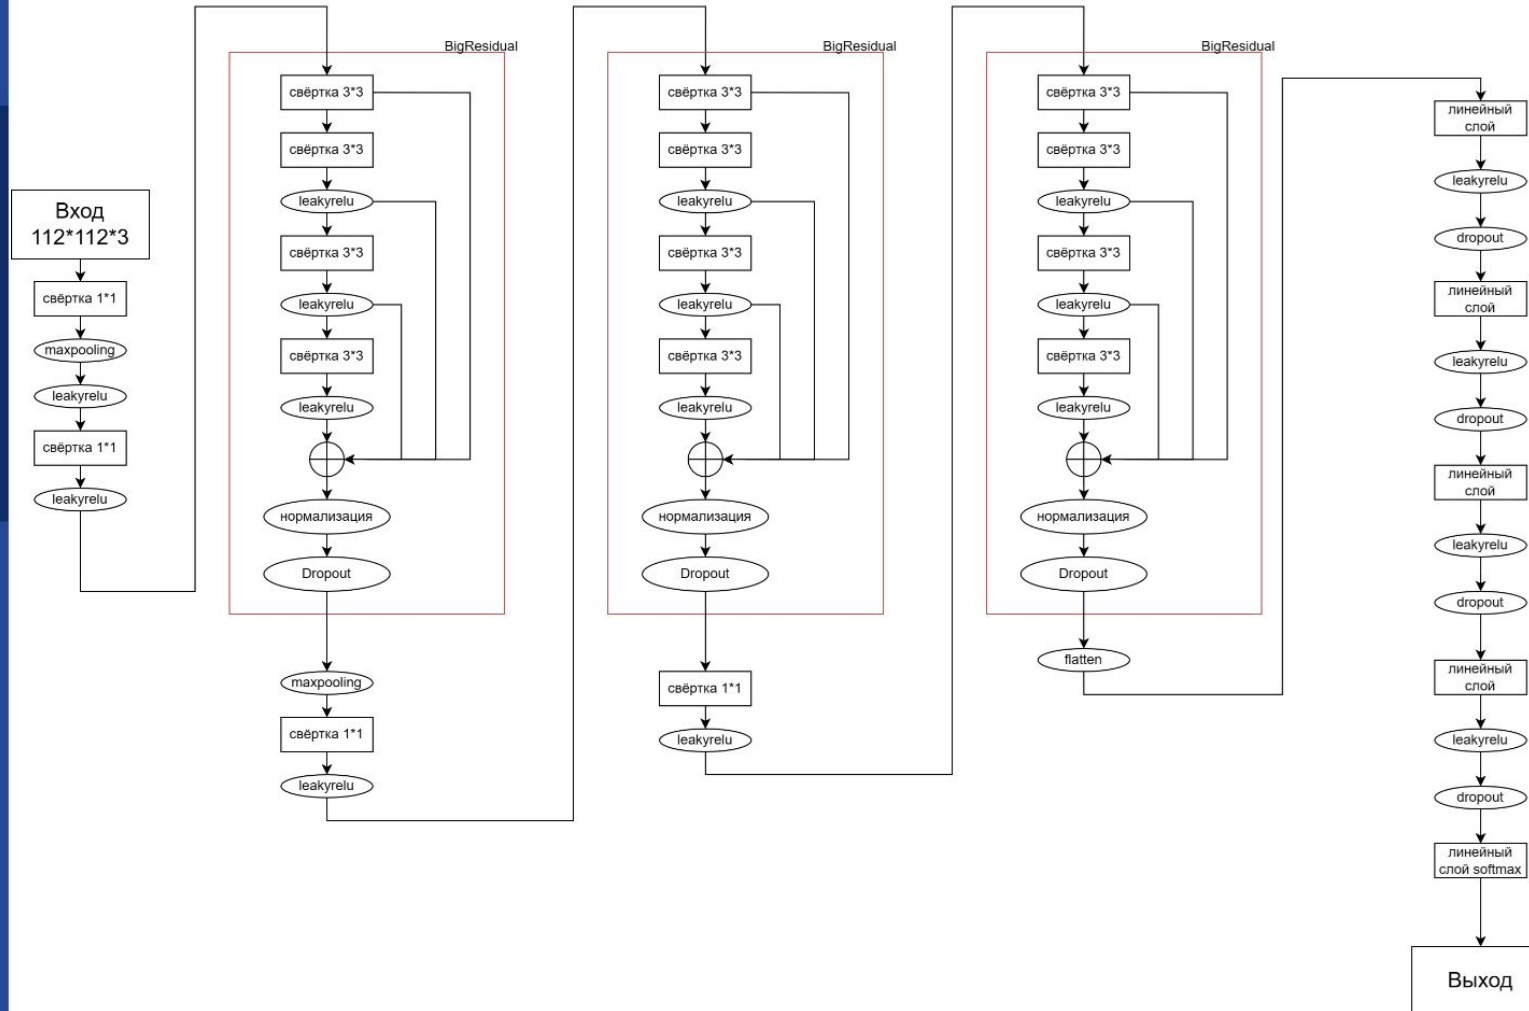 Вход
112*112*3
свёртка 1*1
maxpooling
leakyrelu
свёртка 1*1
leakyrelu
BigResidual
свёртка 3*3
свёртка 3*3
leakyrelu
свёртка 3*3
leakyrelu
свёртка 3*3
leakyrelu
нормализация
Dropout
maxpooling
свёртка 1*1
leakyrelu
BigResidual
свёртка 3*3
свёртка 3*3
leakyrelu
свёртка 3*3
leakyrelu
свёртка 3*3
leakyrelu
нормализация
Dropout
свёртка 1*1
leakyrelu
BigResidual
свёртка 3*3
свёртка 3*3
leakyrelu
свёртка 3*3
leakyrelu
свёртка 3*3
leakyrelu
нормализация
Dropout
flatten
линейный
слой
leakyrelu
dropout
линейный
слой
leakyrelu
dropout
линейный
слой
leakyrelu
dropout
линейный
слой
leakyrelu
dropout
линейный
слой softmax
Выход